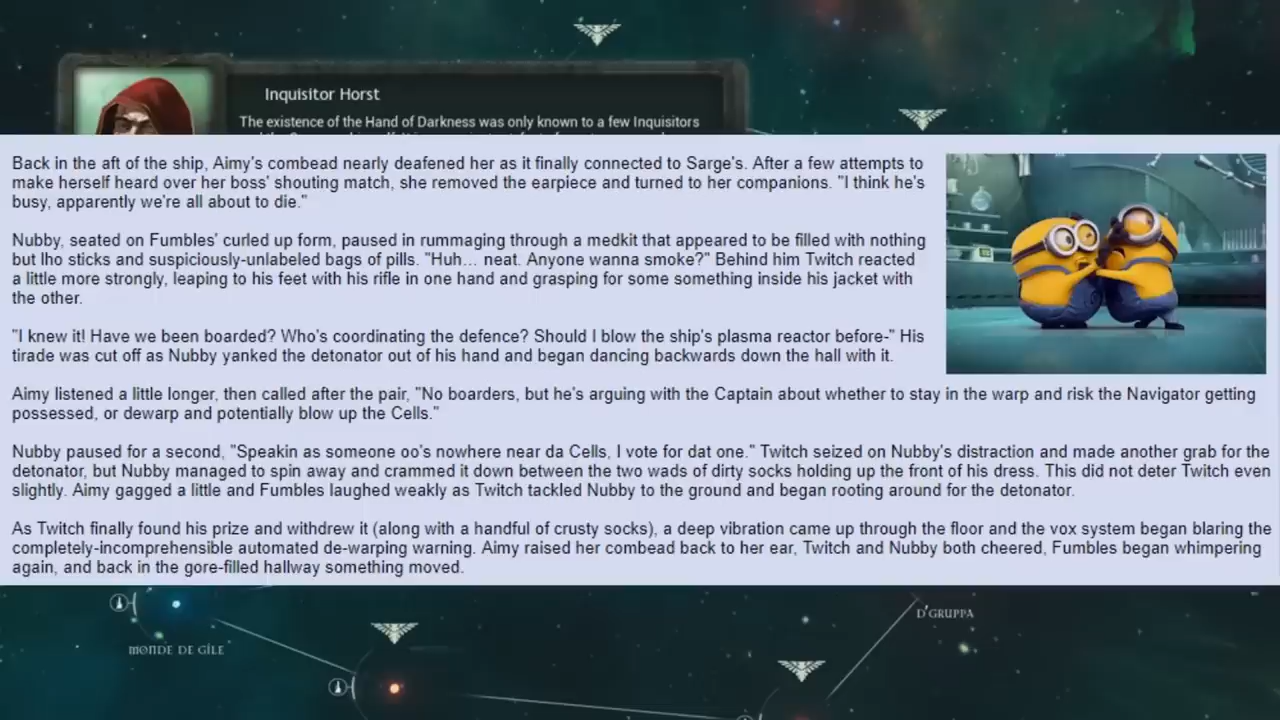 Inquisitor Horst
The existence of the Hand of Darkness was only known to a few Inquisitors
Back in the aft of the ship, Aimy's combead nearly deafened her as it finally connected to Sarge's. After a few attempts to
make herself heard over her boss' shouting match, she removed the earpiece and turned to her companions. "I think he's
busy, apparently we're all about to die."
Nubby, seated on Fumbles' curled up form, paused in rummaging through a medkit that appeared to be filled with nothing
but lho sticks and suspiciously-unlabeled bags of pills. "Huh... neat. Anyone wanna smoke?" Behind him Twitch reacted
a little more strongly, leaping to his feet with his rifle in one hand and grasping for some something inside his jacket with
the other.
"I knew it! Have we been boarded? Who's coordinating the defence? Should I blow the ship's plasma reactor before-" His
tirade was cut off as Nubby yanked the detonator out of his hand and began dancing backwards down the hall with it.
Aimy listened a little longer, then called after the pair, "No boarders, but he's arguing with the Captain about whether to stay in the warp and risk the Navigator getting
possessed, or dewarp and potentially blow up the Cells."
Nubby paused for a second, "Speakin as someone oo's nowhere near da Cells, I vote for dat one." Twitch seized on Nubby's distraction and made another grab for the
detonator, but Nubby managed to spin away and crammed it down between the two wads of dirty socks holding up the front of his dress. This did not deter Twitch even
slightly. Aimy gagged a little and Fumbles laughed weakly as Twitch tackled Nubby to the ground and began rooting around for the detonator.
As Twitch finally found his prize and withdrew it (along with a handful of crusty socks), a deep vibration came up through the floor and the vox system began blaring the
completely-incomprehensible automated de-warping warning. Aimy raised her combead back to her ear, Twitch and Nubby both cheered, Fumbles began whimpering
again, and back in the gore-filled hallway something moved.
D'GRUPPA
MONDE DE GILE